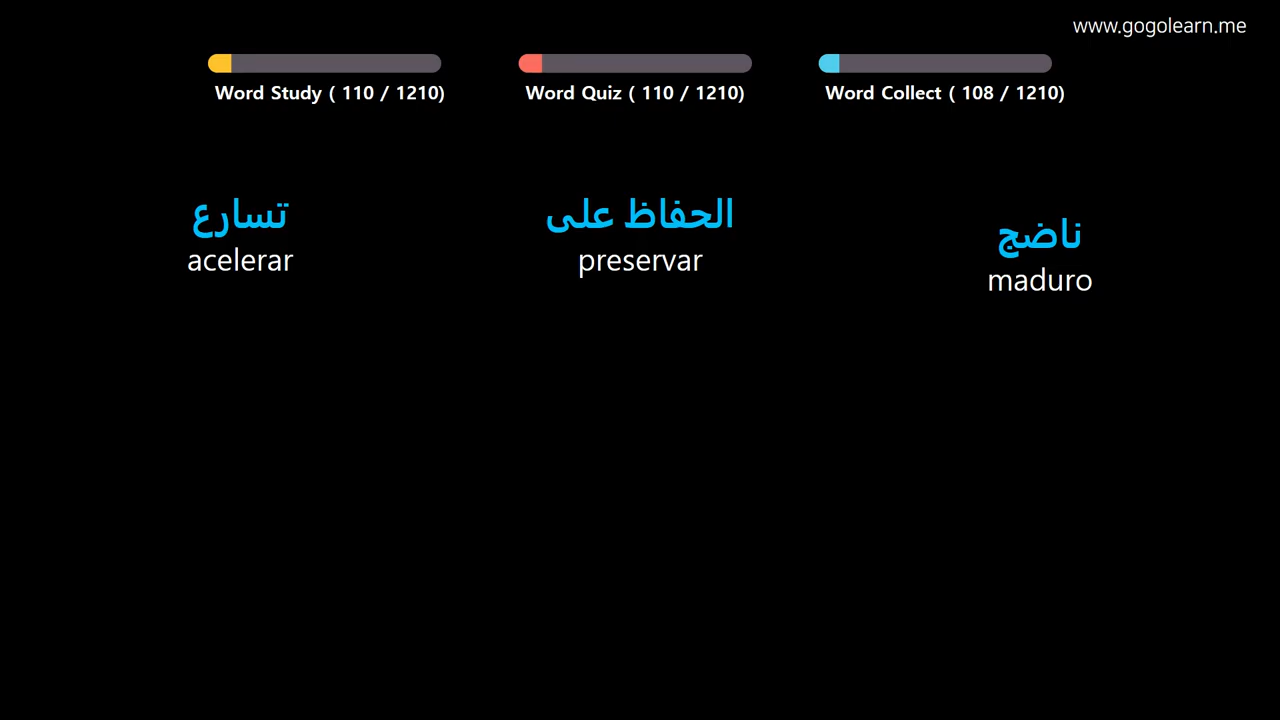 www.gogolearn.me
Word Study ( 110 / 1210)
Word Quiz ( 110 / 1210)
Word Collect ( 108 / 1210)
تسارع
acelerar
الحفاظ على
preservar
ناضج
maduro